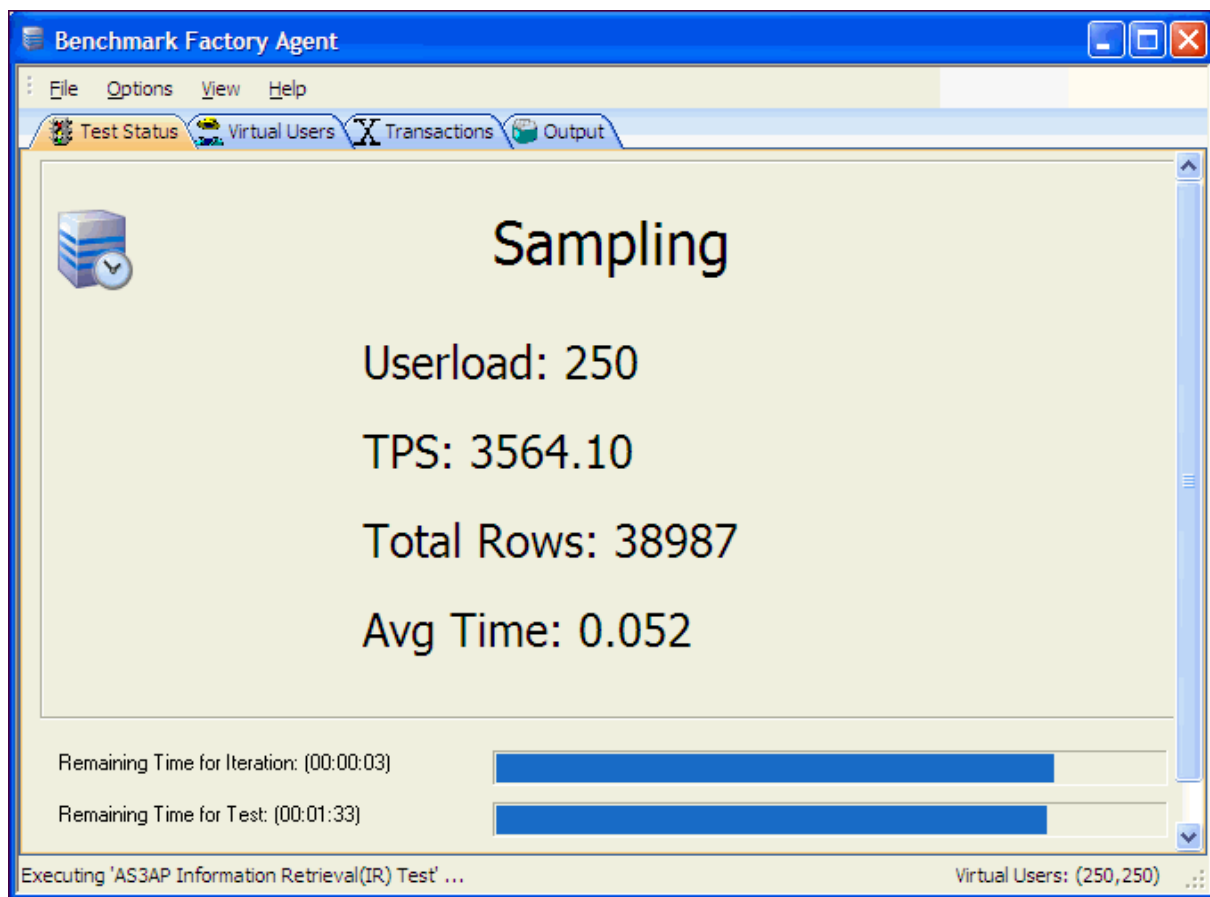 Benchmark Factory Agent
File Options View Help
Test Status Virtual Users Transactions Output
Sampling
Userload: 250
TPS: 3564.10
Total Rows: 38987
Avg Time: 0.052
Remaining Time for Iteration: (00:00:03)
Remaining Time for Test: (00:01:33)
Executing 'AS3AP Information Retrieval(IR) Test' ... Virtual Users: (250,250)